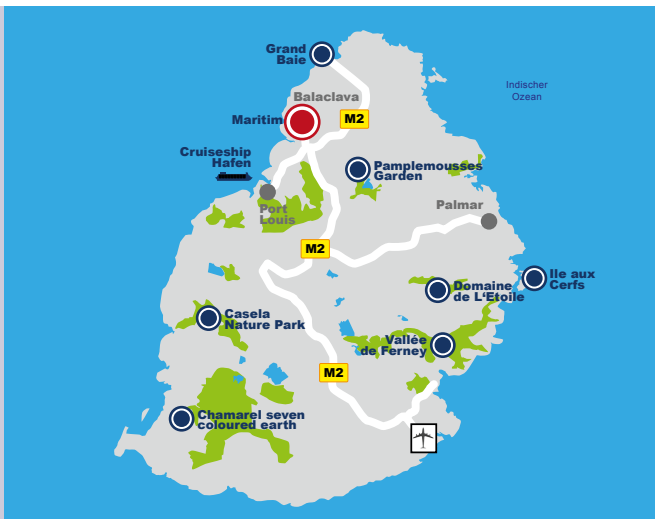 Grand
Baie
Indischer
Ozean
Balaclava
Maritim
M2
Cruiseship
Hafen
Pamplemousses
Garden
Port
Louis
Palmar
M2
Ile aux
Cerfs
Domaine
de L'Etoile
Casela
Nature Park
Vallée
de Ferney
M2
Chamarel seven
coloured earth